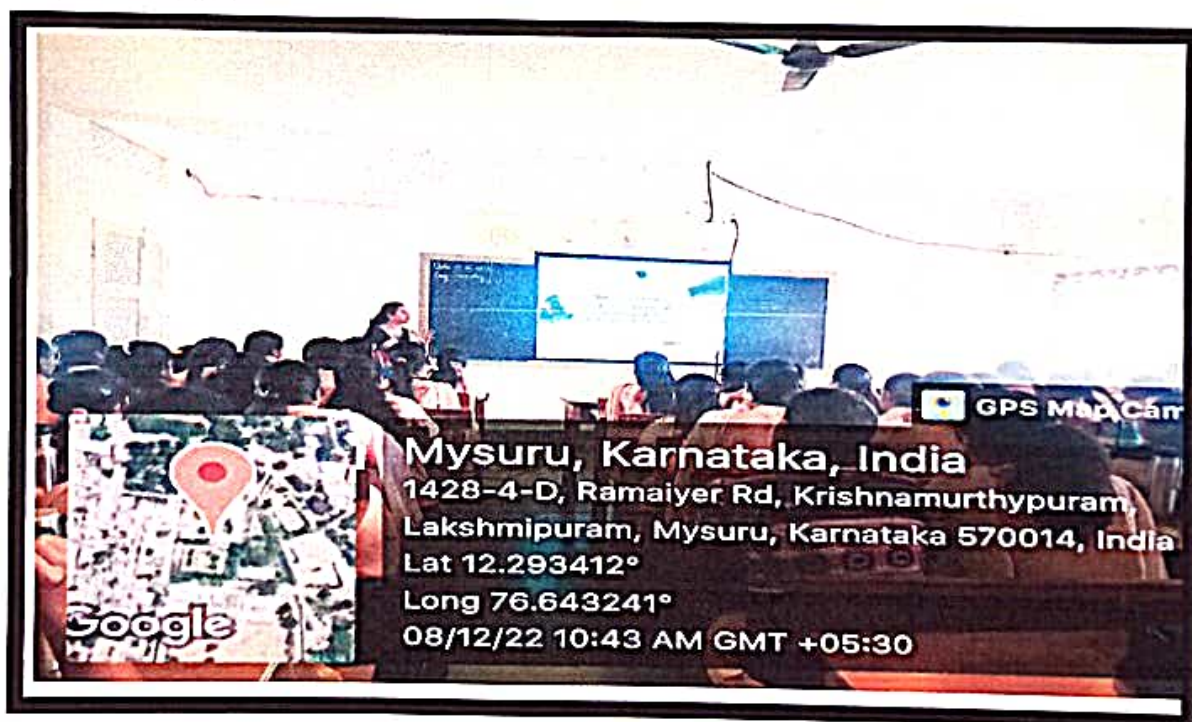 GPS Map Cam
Mysuru, Karnataka, India
1428-4-D, Ramaiyer Rd, Krishnamurthypuram,
Lakshmipuram, Mysuru, Karnataka 570014, India
Lat 12.293412°
Long 76.643241°
08/12/22 10:43 AM GMT +05:30
Google